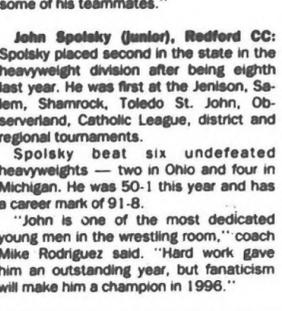 some of his teammates."
John Spolsky (junior), Redford CC:
Spolsky placed second in the state in the
heavyweight division after being eighth
last year. He was first at the Jenison, Sa-
lem, Shamrock, Toledo St. John, Ob-
serverland, Catholic League, district and
regional tournaments.
Spolsky beat six undefeated
heavyweights — two in Ohio and four in
Michigan. He was 50-1 this year and has
a career mark of 91-8.
"John is one of the most dedicated
young men in the wrestling room," coach
Mike Rodriguez said. "Hard work gave
him an outstanding year, but fanaticism
will make him a champion in 1996."